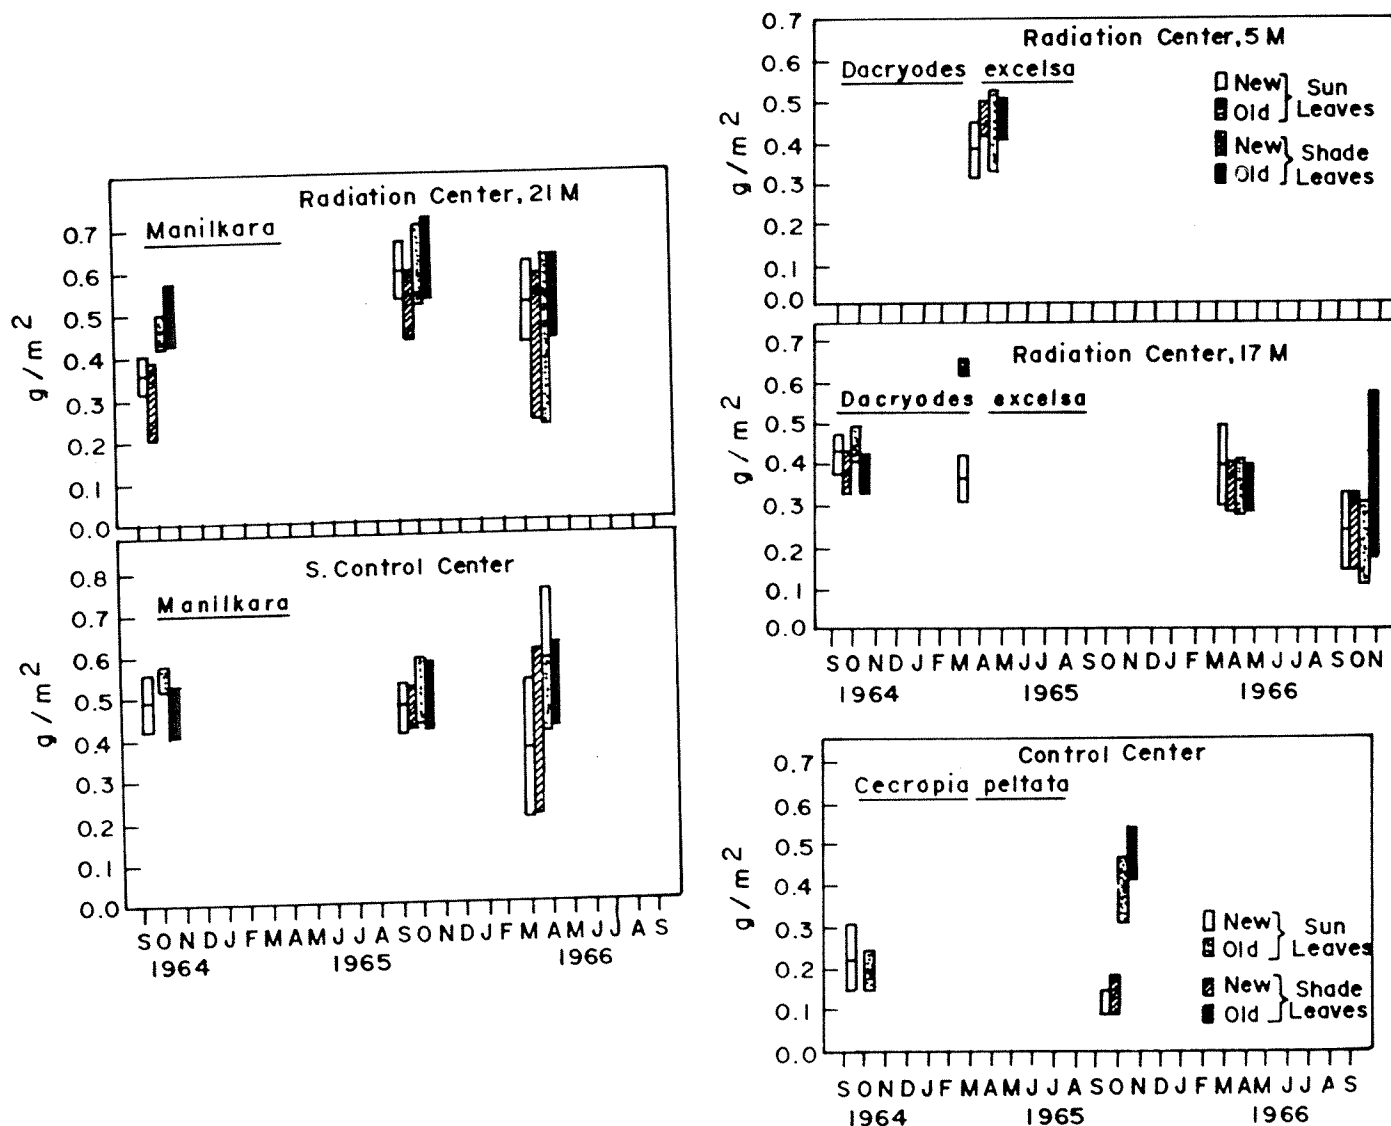 Radiation Center, 21 M
Manilkara
g/m2
0.7
0.6
0.5
0.4
0.3
0.2
0.1
0.0
S. Control Center
Manilkara
g/m2
0.8
0.7
0.6
0.5
0.4
0.3
0.2
0.1
0.0
S O N D J F M A M J J A S O N D J F M A M J J A S
1964 1965 1966
Radiation Center, 5 M
Dacryodes excelsa
New
Old
Sun Leaves
New
Old
Shade Leaves
g/m2
0.7
0.6
0.5
0.4
0.3
0.2
0.1
0.0
Radiation Center, 17 M
Dacryodes excelsa
g/m2
0.7
0.6
0.5
0.4
0.3
0.2
0.1
0.0
S O N D J F M A M J J A S O N D J F M A M J J A S O N
1964 1965 1966
Control Center
Cecropia peltata
g/m2
0.7
0.6
0.5
0.4
0.3
0.2
0.1
0.0
New
Old
Sun Leaves
New
Old
Shade Leaves
S O N D J F M A M J J A S O N D J F M A M J J A S
1964 1965 1966